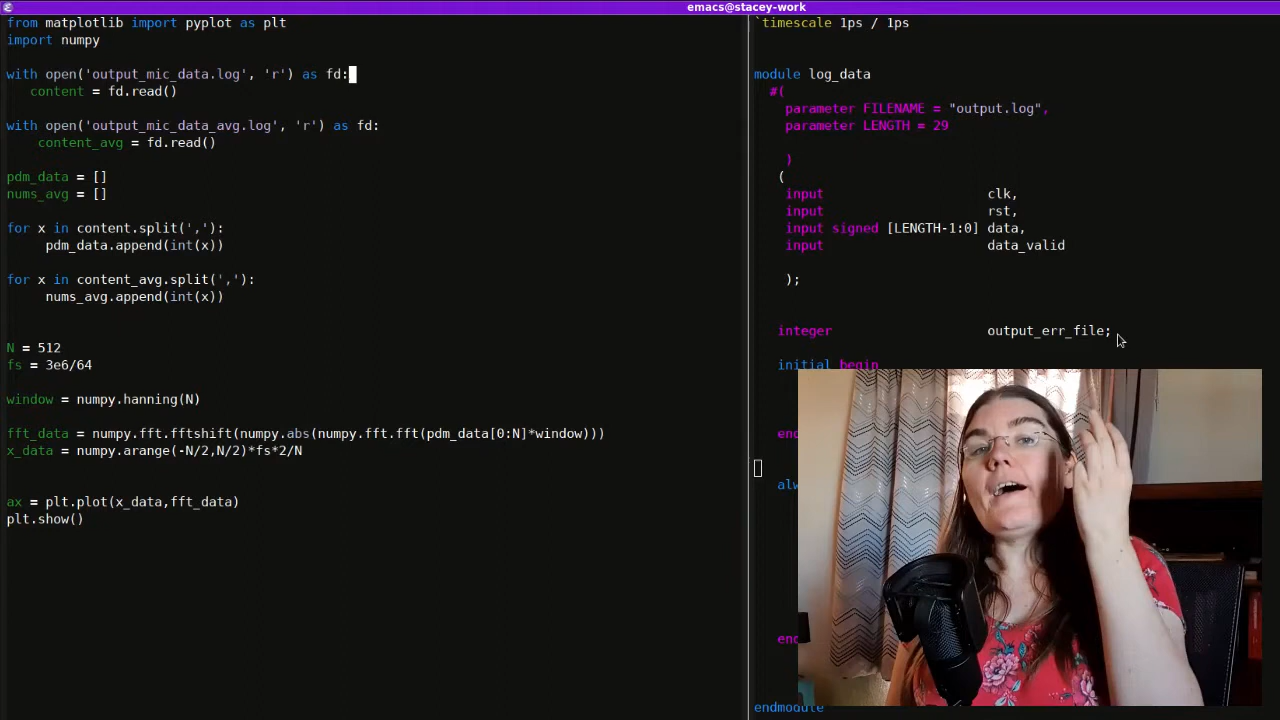 emacs@stacey-work
from matplotlib import pyplot as plt
import numpy
with open('output_mic_data.log', 'r') as fd:
content = fd.read()
with open('output_mic_data_avg.log', 'r') as fd:
content_avg = fd.read()
pdm_data = []
nums_avg = []
for x in content.split(','):
pdm_data.append(int(x))
for x in content_avg.split(','):
nums_avg.append(int(x))
N = 512
fs = 3e6/64
window = numpy.hanning(N)
fft_data = numpy.fft.fftshift(numpy.abs(numpy.fft.fft(pdm_data[0:N]*window)))
x_data = numpy.arange(-N/2,N/2)*fs*2/N
ax = plt.plot(x_data,fft_data)
plt.show()
`timescale 1ps / 1ps
module log_data
#(
parameter FILENAME = "output.log",
parameter LENGTH = 29
)
(
input clk,
input rst,
input signed [LENGTH-1:0] data,
input data_valid
);
integer output_err_file;
initial begin
en
alw
end
endmodule